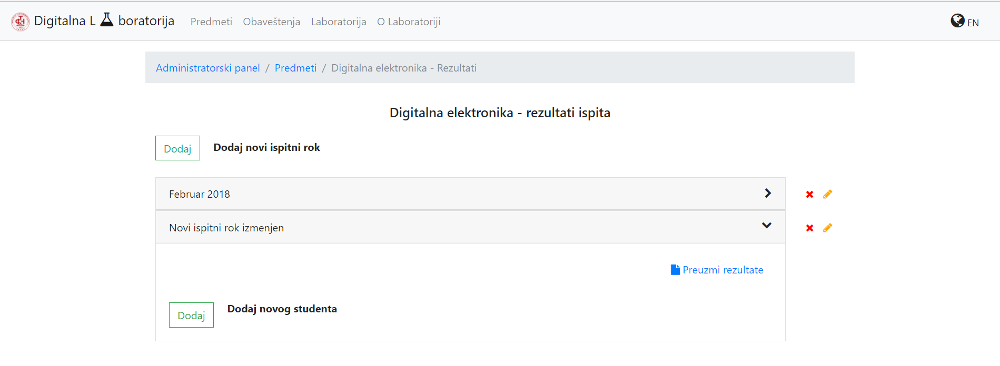 Digitalna L boratorija Predmeti Obaveštenja Laboratorija O Laboratoriji EN
Administratorski panel / Predmeti / Digitalna elektronika - Rezultati
Digitalna elektronika - rezultati ispita
Dodaj Dodaj novi ispitni rok
Februar 2018
Novi ispitni rok izmenjen
Preuzmi rezultate
Dodaj Dodaj novog studenta